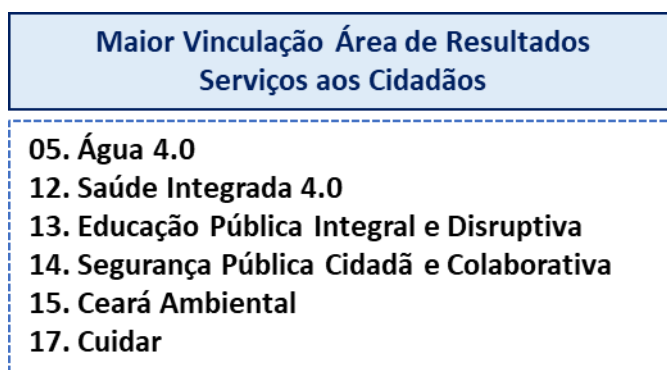 Maior Vinculação Área de Resultados
Serviços aos Cidadãos
05. Água 4.0
12. Saúde Integrada 4.0
13. Educação Pública Integral e Disruptiva
14. Segurança Pública Cidadã e Colaborativa
15. Ceará Ambiental
17. Cuidar